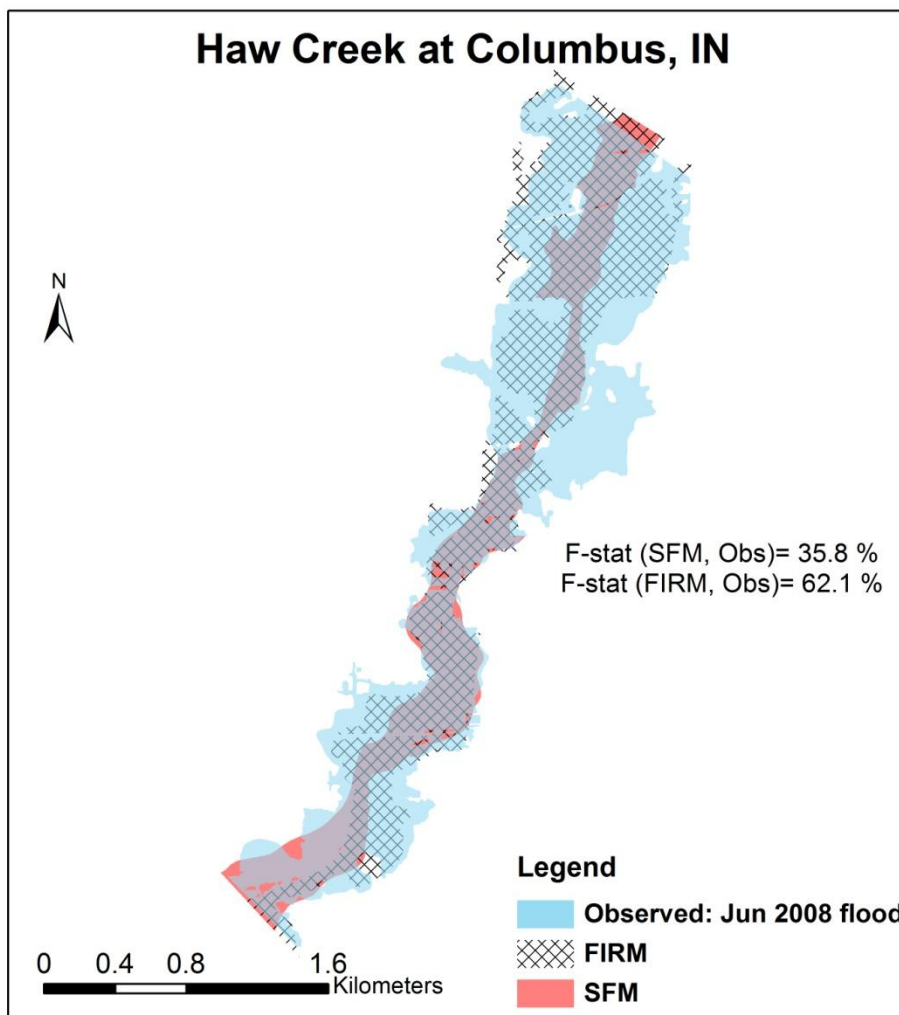 Haw Creek at Columbus, IN
N
F-stat (SFM, Obs)= 35.8 %
F-stat (FIRM, Obs)= 62.1 %
Legend
Observed: Jun 2008 flood
FIRM
SFM
0 0.4 0.8 1.6
Kilometers